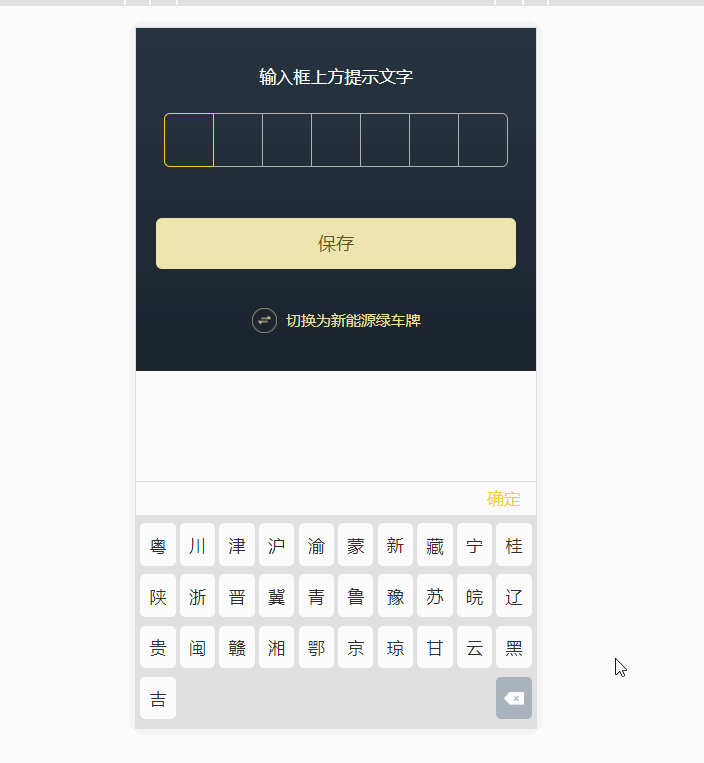 输入框上方提示文字
保存
切换为新能源绿车牌
确定
粤 川 津 沪 渝 蒙 新 藏 宁 桂
陕 浙 晋 冀 青 鲁 豫 苏 皖 辽
贵 闽 赣 湘 鄂 京 琼 甘 云 黑
吉